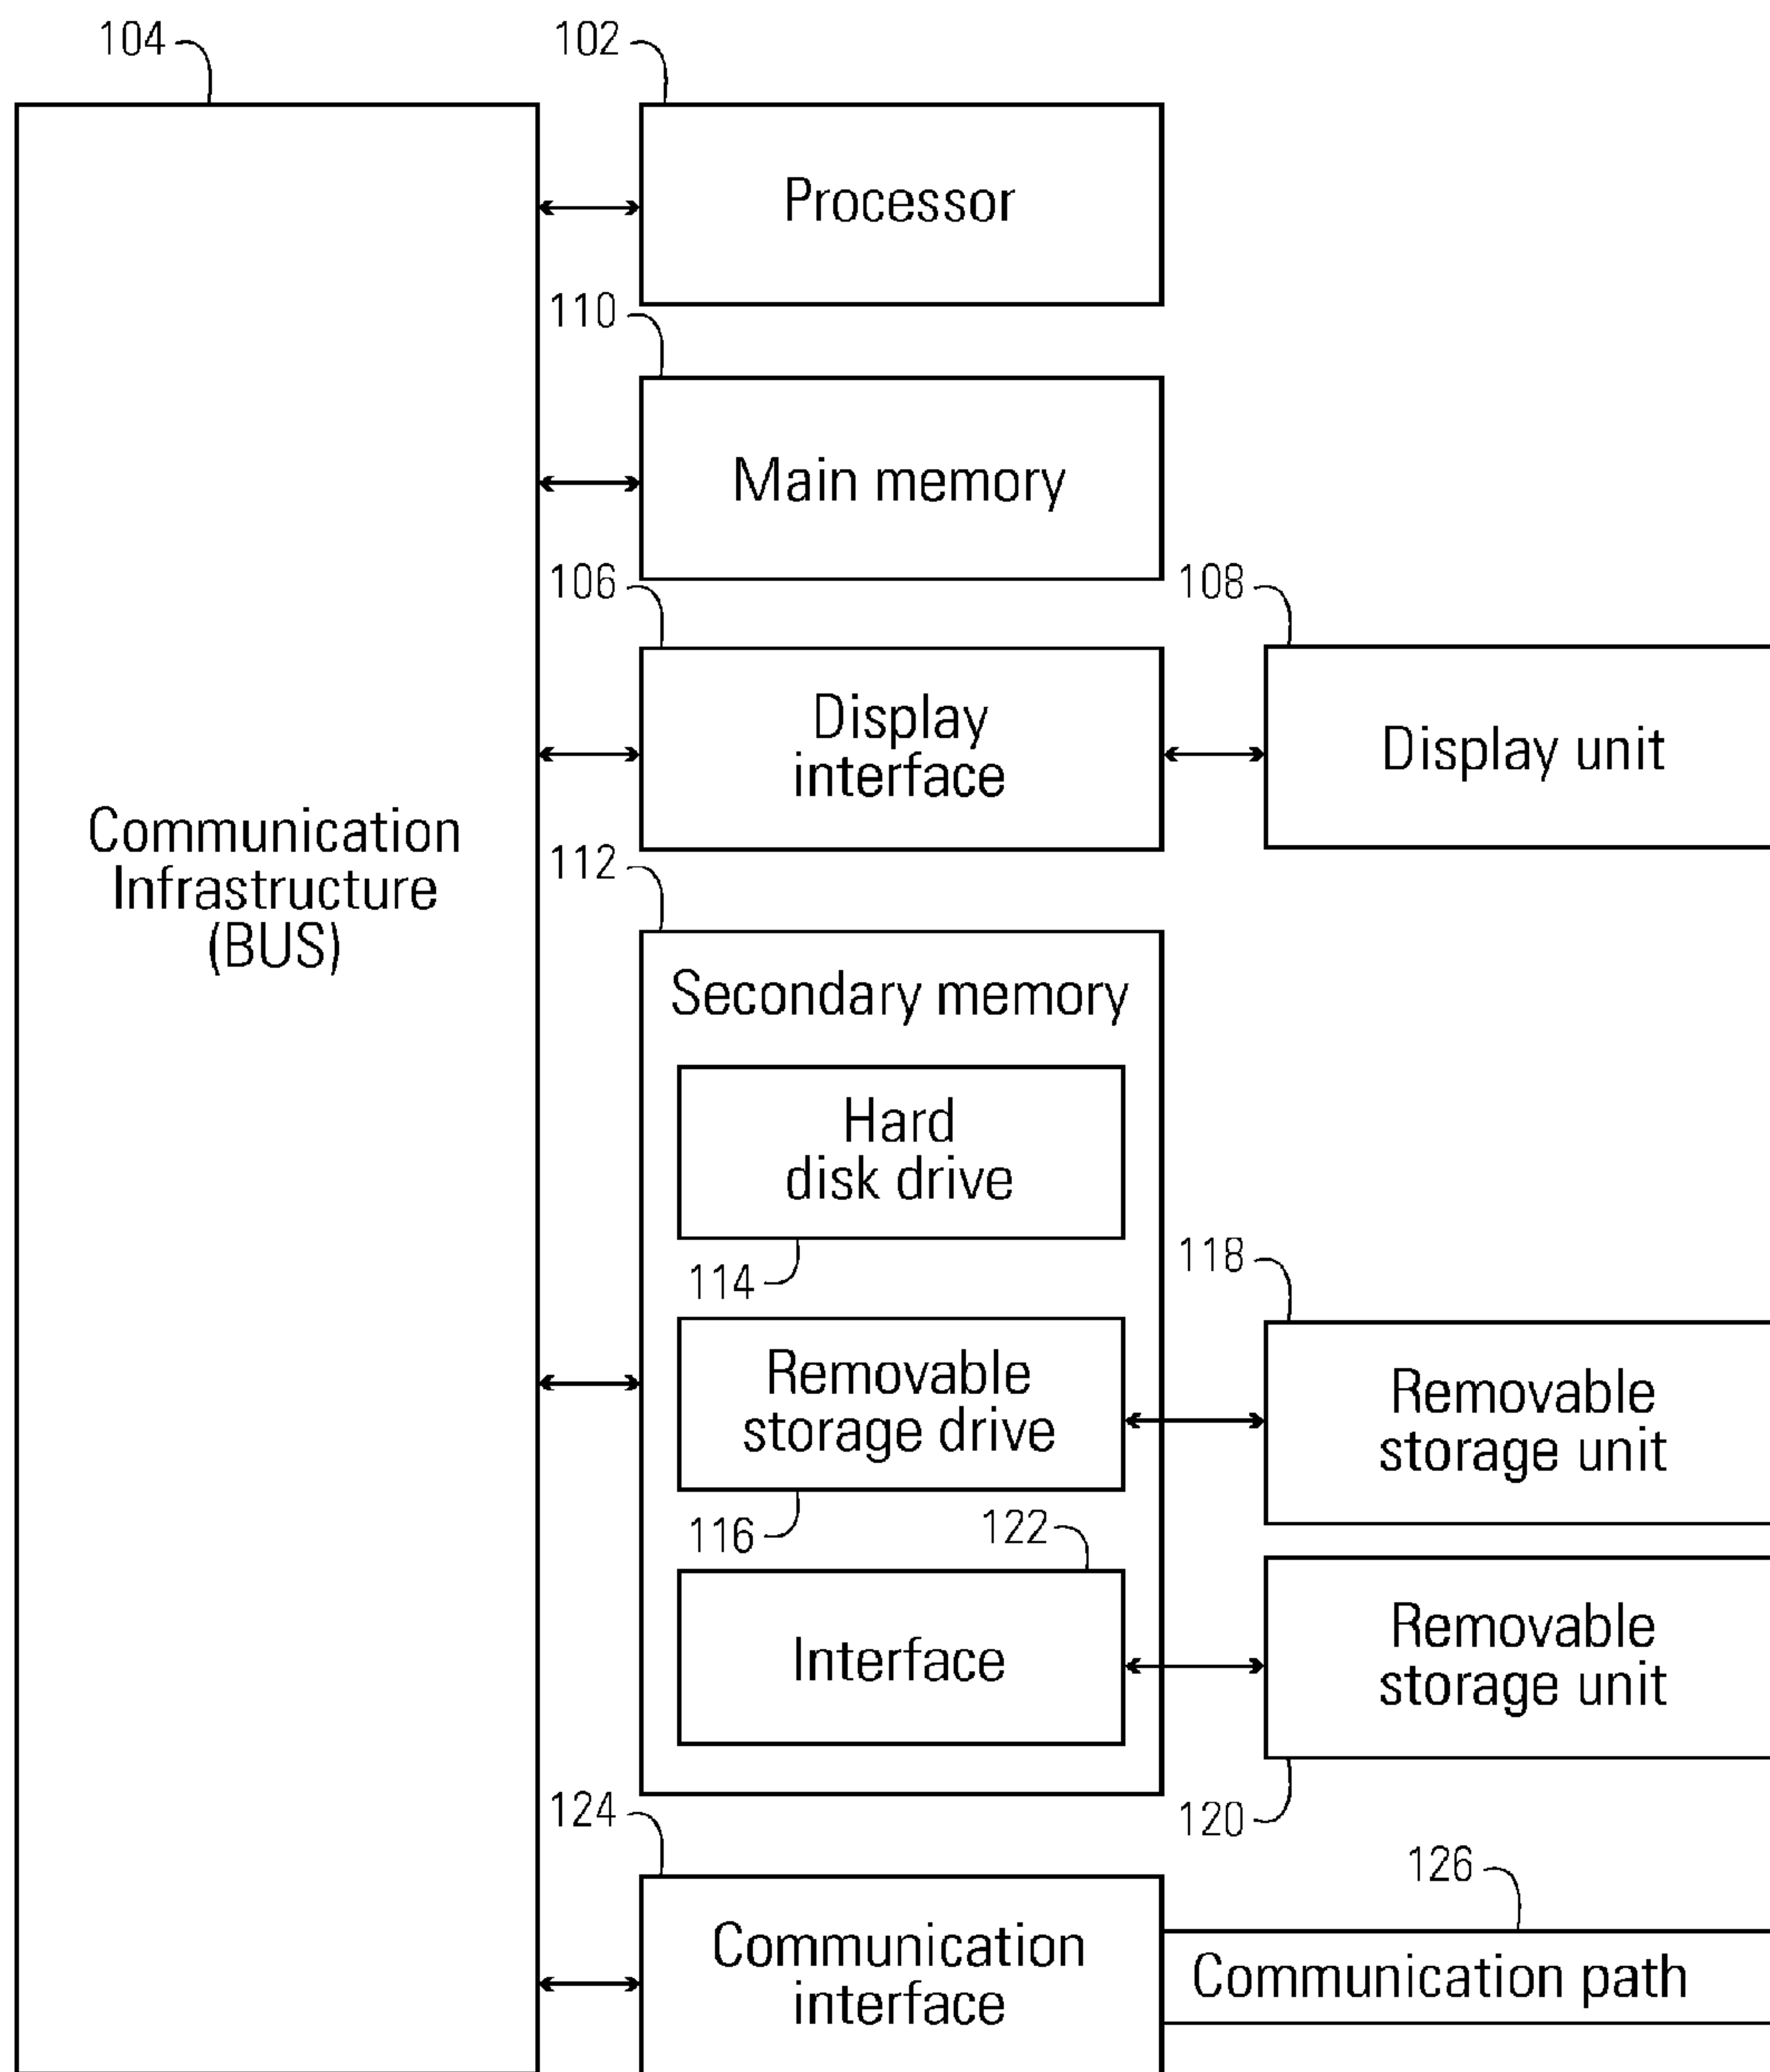 104
102
Processor
110
Main memory
106
108
Display
interface
Display unit
Communication
Infrastructure
(BUS)
112
Secondary memory
Hard
disk drive
114
118
Removable
storage drive
Removable
storage unit
116
122
Interface
Removable
storage unit
120
124
126
Communication
interface
Communication path